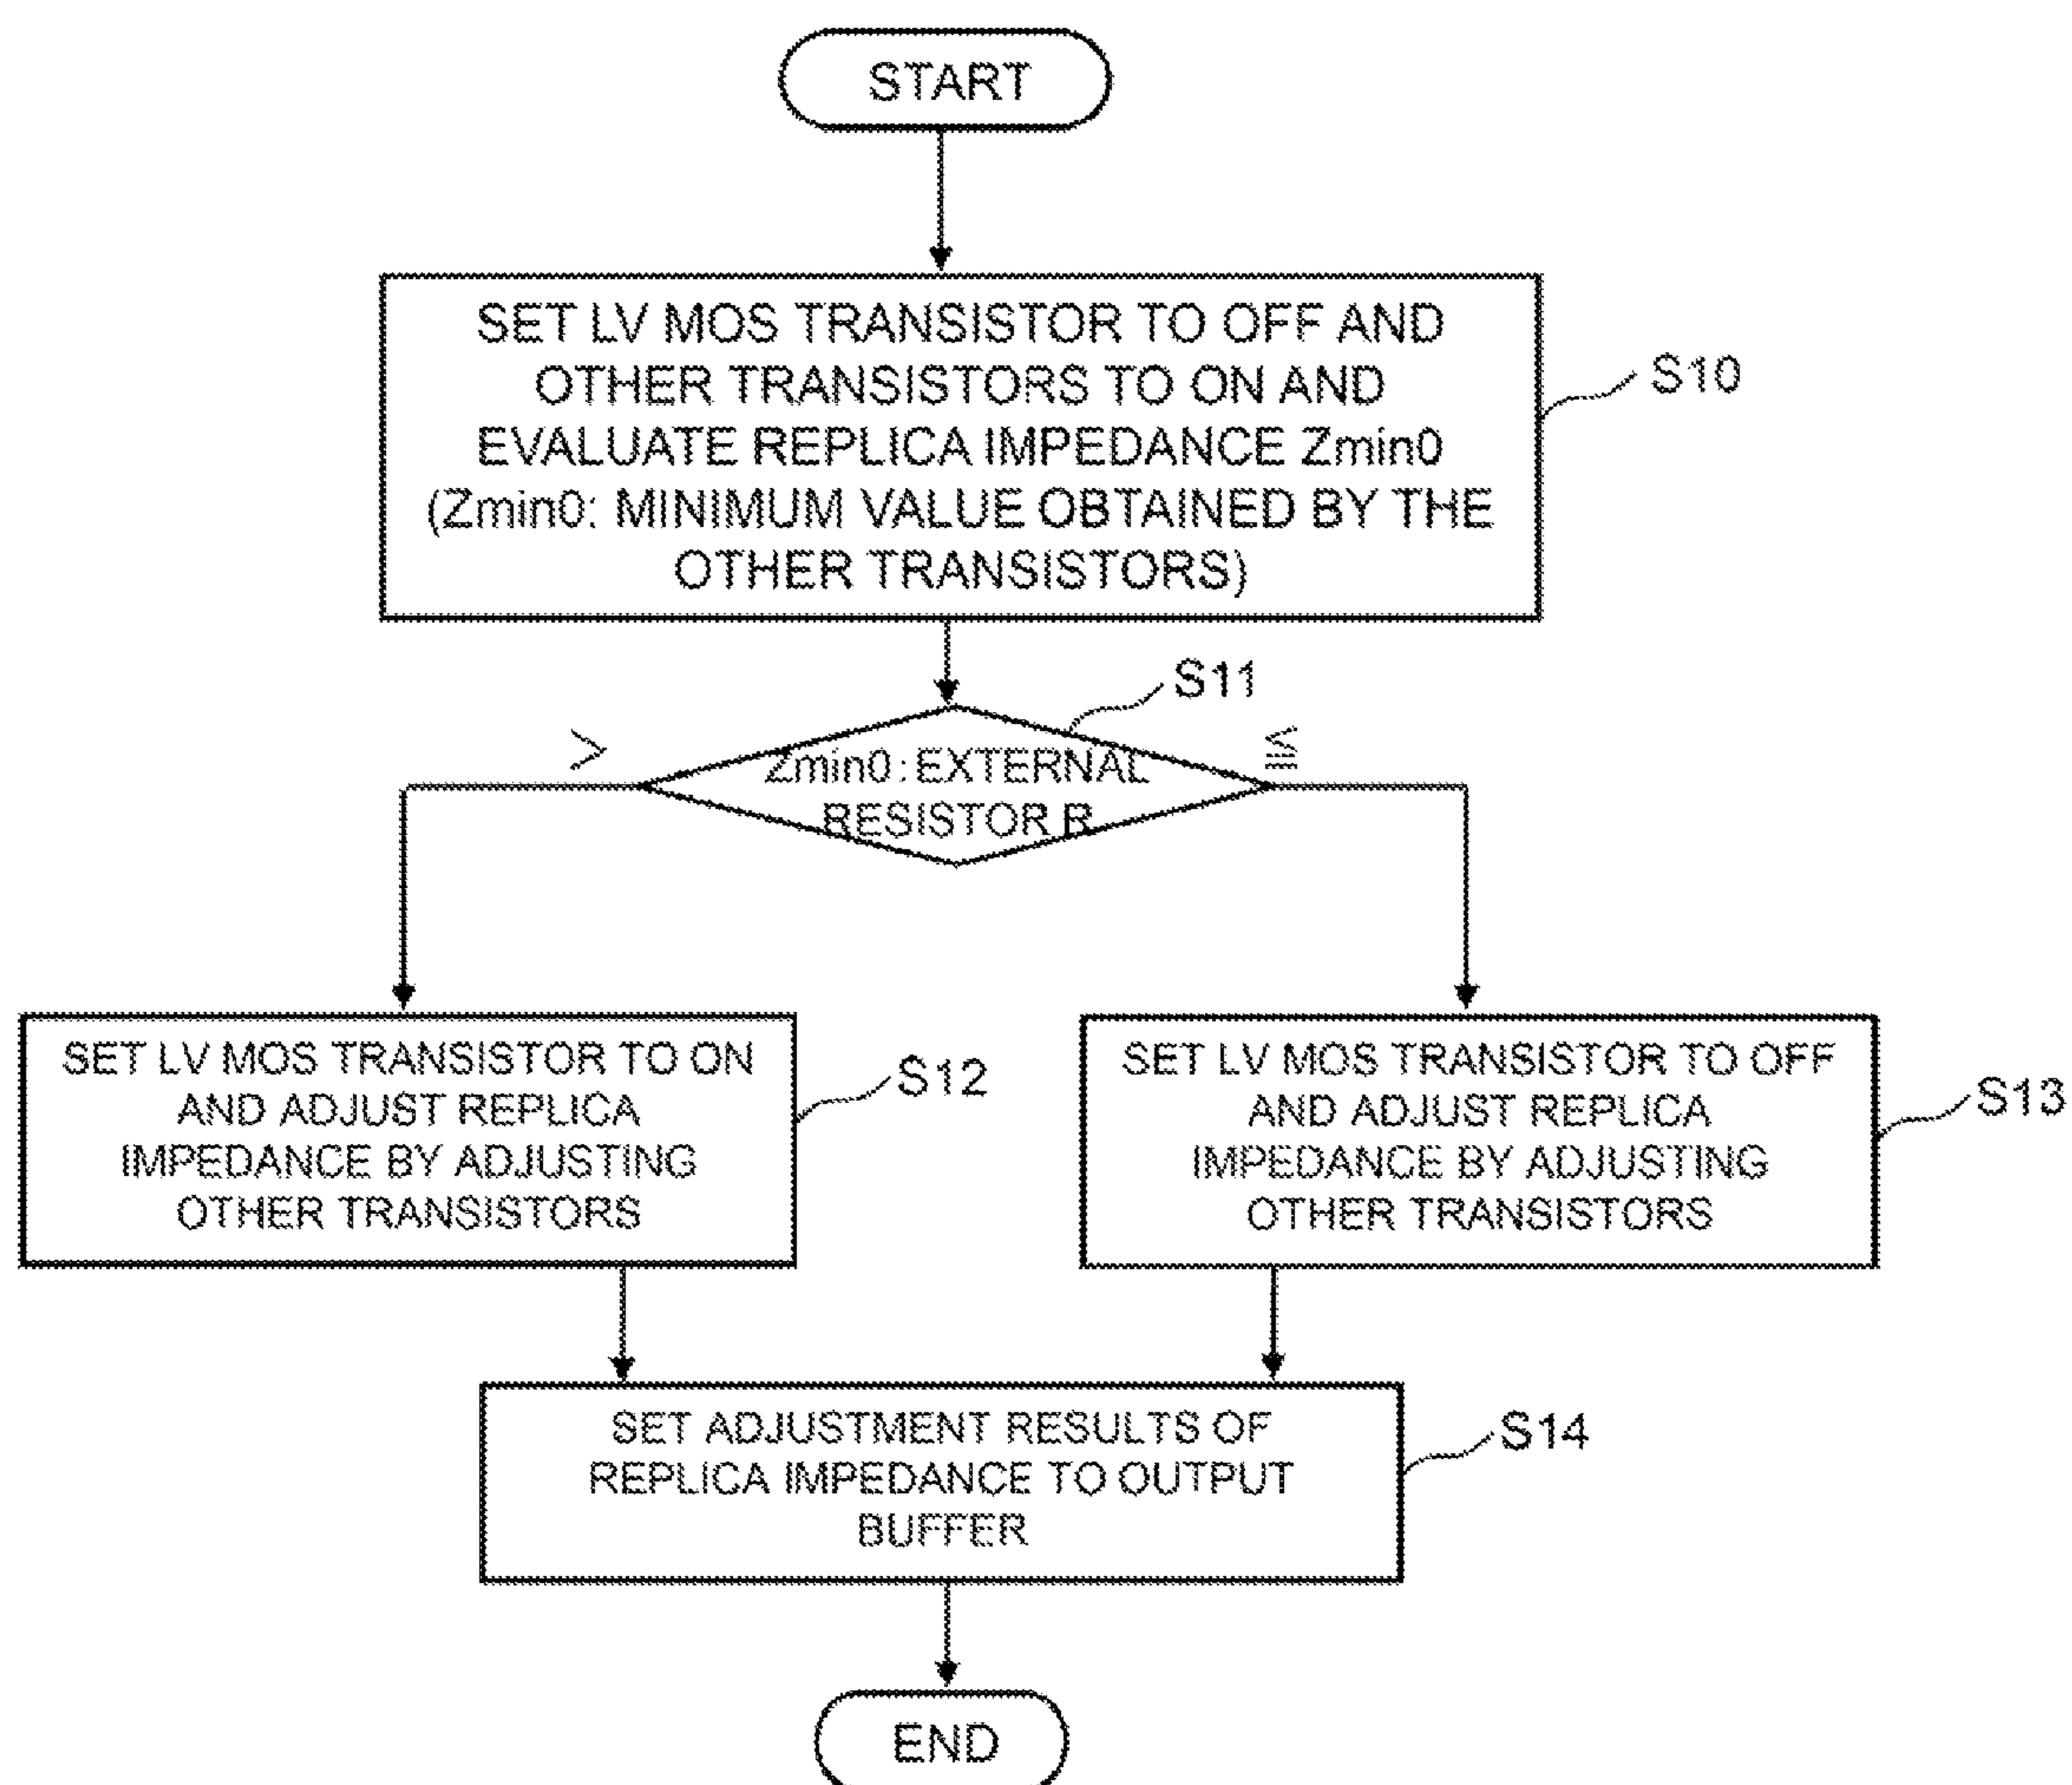 START
SET LV MOS TRANSISTOR TO OFF AND
OTHER TRANSISTORS TO ON AND
EVALUATE REPLICA IMPEDANCE Zmin0
(Zmin0: MINIMUM VALUE OBTAINED BY THE
OTHER TRANSISTORS)
S10
S11
>
Zmin0: EXTERNAL
RESISTOR R
≦
SET LV MOS TRANSISTOR TO ON
AND ADJUST REPLICA
IMPEDANCE BY ADJUSTING
OTHER TRANSISTORS
S12
SET LV MOS TRANSISTOR TO OFF
AND ADJUST REPLICA
IMPEDANCE BY ADJUSTING
OTHER TRANSISTORS
S13
SET ADJUSTMENT RESULTS OF
REPLICA IMPEDANCE TO OUTPUT
BUFFER
S14
END